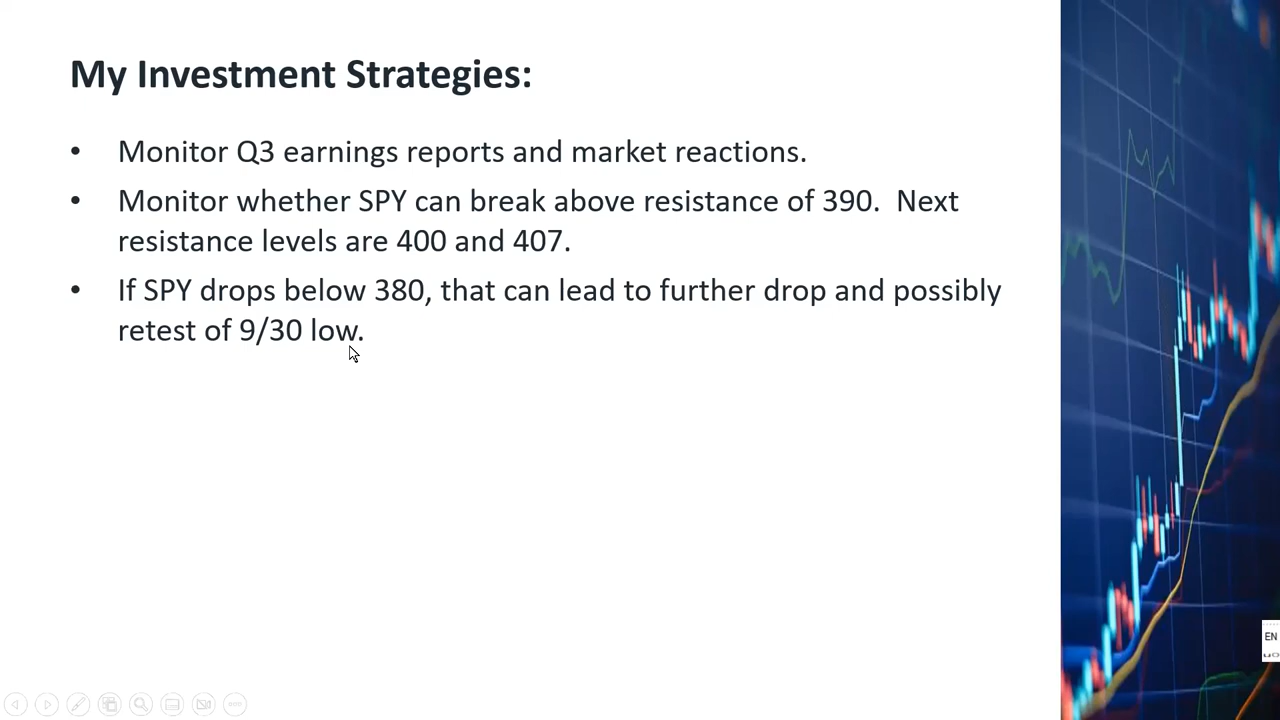 My Investment Strategies:
• Monitor Q3 earnings reports and market reactions.
• Monitor whether SPY can break above resistance of 390.  Next
resistance levels are 400 and 407.
• If SPY drops below 380, that can lead to further drop and possibly
retest of 9/30 low.
EN